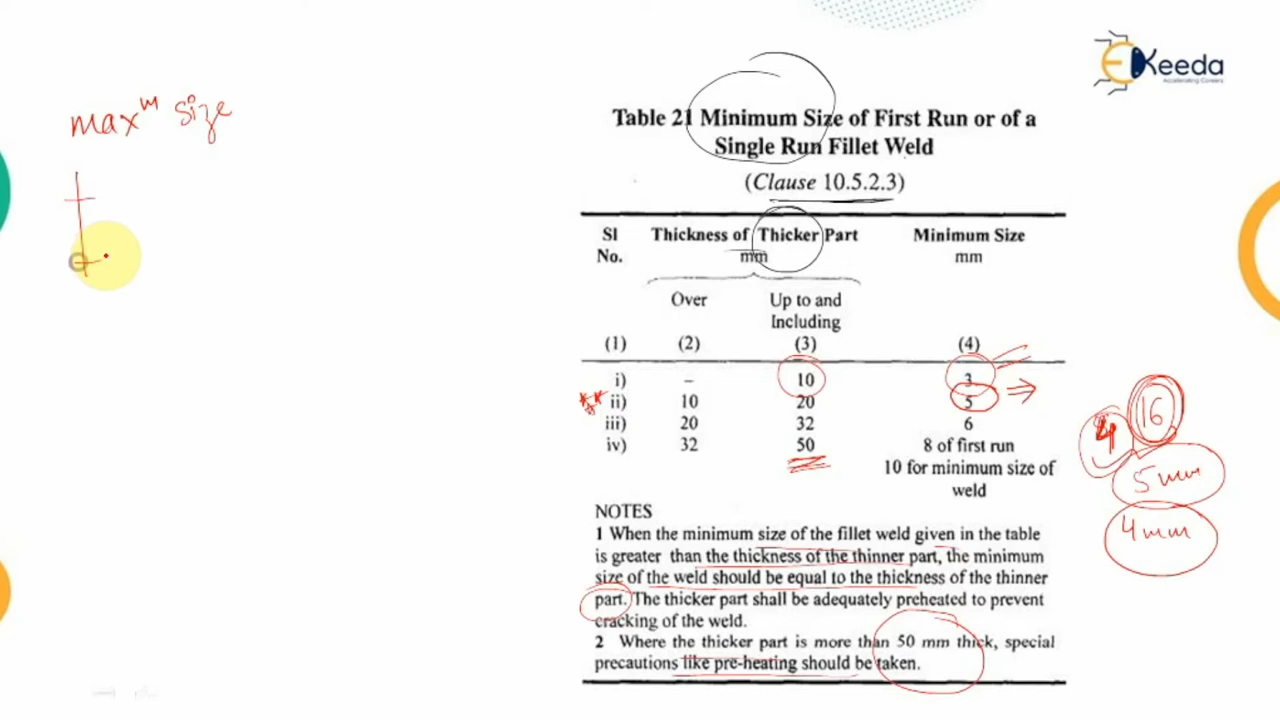 EKeeda
Accelerating Careers
max^m size
Table 21 Minimum Size of First Run or of a
Single Run Fillet Weld
(Clause 10.5.2.3)
Sl Thickness of Thicker Part Minimum Size
No. mm mm
Over Up to and
Including
(1) (2) (3) (4)
i) – 10 3
** ii) 10 20 5
iii) 20 32 6
iv) 32 50 8 of first run
10 for minimum size of
weld
4 16
5 mm
4 mm
NOTES
1 When the minimum size of the fillet weld given in the table
is greater than the thickness of the thinner part, the minimum
size of the weld should be equal to the thickness of the thinner
part. The thicker part shall be adequately preheated to prevent
cracking of the weld.
2 Where the thicker part is more than 50 mm thick, special
precautions like pre-heating should be taken.